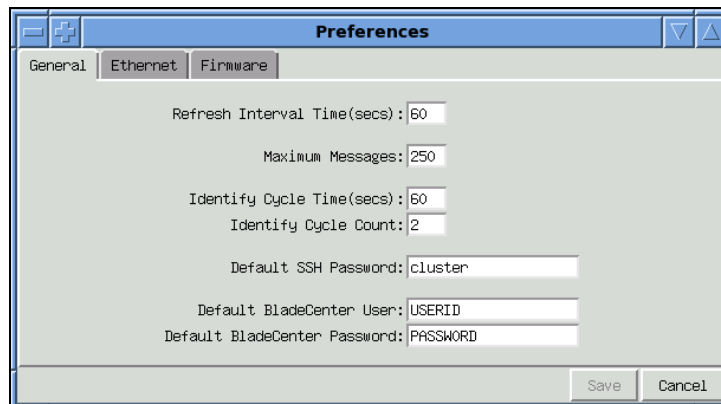 Preferences
General Ethernet Firmware
Refresh Interval Time(secs): 60
Maximum Messages: 250
Identify Cycle Time(secs): 60
Identify Cycle Count: 2
Default SSH Password: cluster
Default BladeCenter User: USERID
Default BladeCenter Password: PASSWORD
Save Cancel